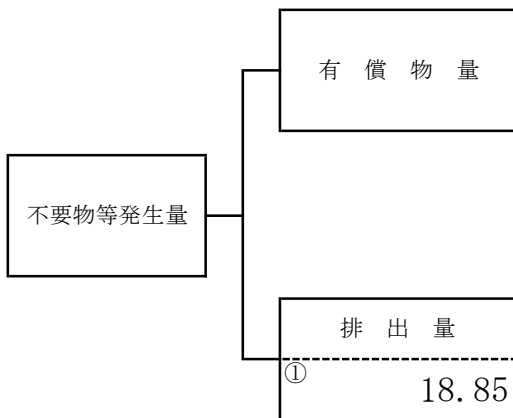 有 償 物 量
不要物等発生量
排 出 量
①
18.85